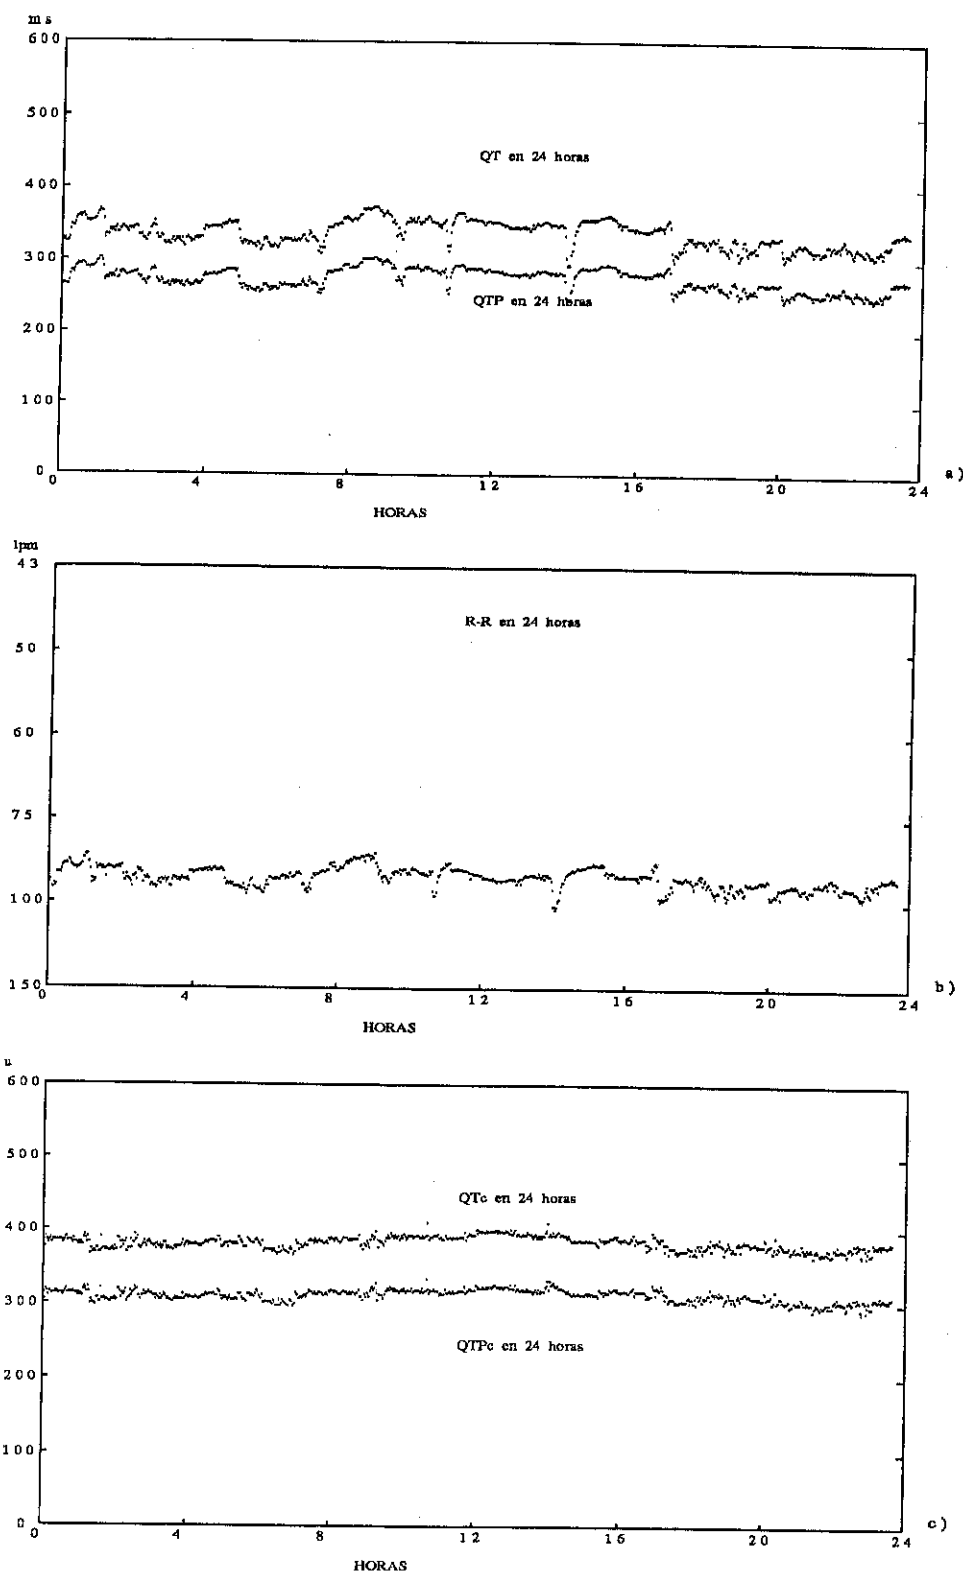 ms
600
500
400
300
200
100
0
QT en 24 horas
QTP en 24 horas
0 4 8 12 16 20 24
a)
HORAS
lpm
43
50
60
75
100
150
R-R en 24 horas
0 4 8 12 16 20 24
b)
HORAS
u
600
500
400
300
200
100
0
QTc en 24 horas
QTPc en 24 horas
0 4 8 12 16 20 24
c)
HORAS